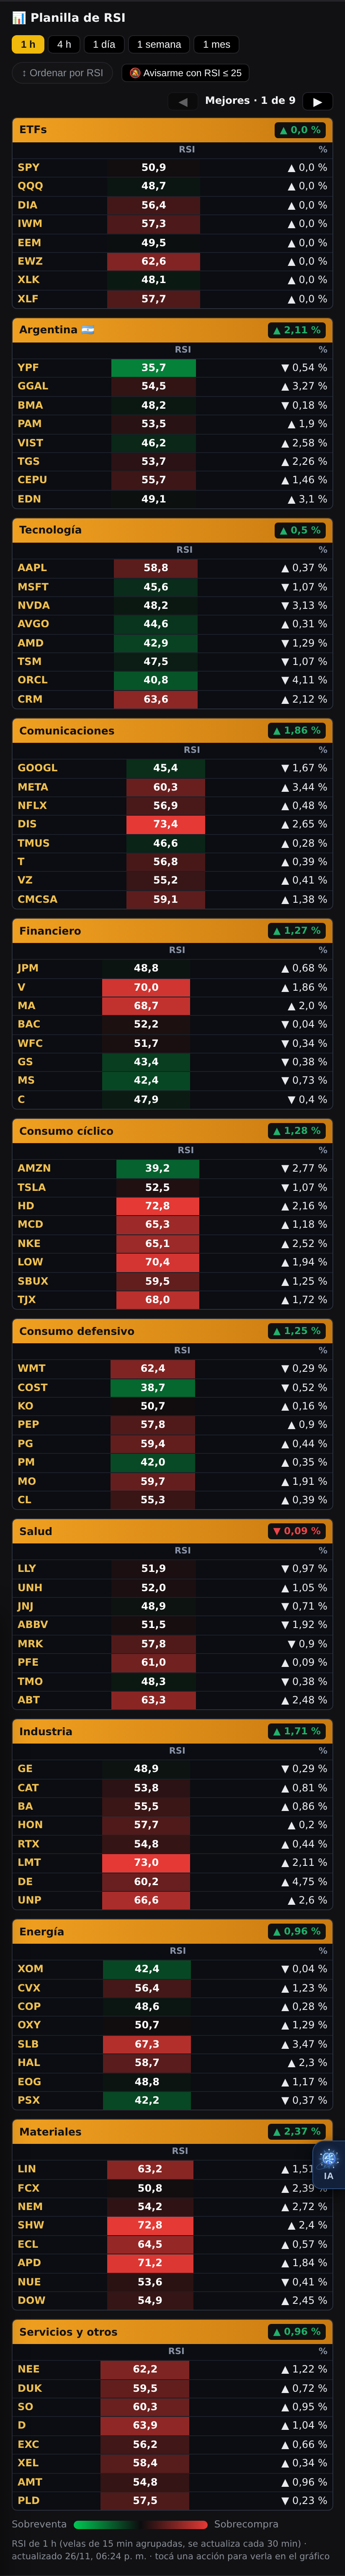 📊 Planilla de RSI
1 h 4 h 1 día 1 semana 1 mes
↕ Ordenar por RSI 🔕 Avisarme con RSI ≤ 25
◀ Mejores · 1 de 9 ▶
ETFs ▲ 0,0 %
RSI %
SPY 50,9 ▲ 0,0 %
QQQ 48,7 ▲ 0,0 %
DIA 56,4 ▲ 0,0 %
IWM 57,3 ▲ 0,0 %
EEM 49,5 ▲ 0,0 %
EWZ 62,6 ▲ 0,0 %
XLK 48,1 ▲ 0,0 %
XLF 57,7 ▲ 0,0 %
Argentina 🇦🇷 ▲ 2,11 %
RSI %
YPF 35,7 ▼ 0,54 %
GGAL 54,5 ▲ 3,27 %
BMA 48,2 ▼ 0,18 %
PAM 53,5 ▲ 1,9 %
VIST 46,2 ▲ 2,58 %
TGS 53,7 ▲ 2,26 %
CEPU 55,7 ▲ 1,46 %
EDN 49,1 ▲ 3,1 %
Tecnología ▲ 0,5 %
RSI %
AAPL 58,8 ▲ 0,37 %
MSFT 45,6 ▼ 1,07 %
NVDA 48,2 ▼ 3,13 %
AVGO 44,6 ▲ 0,31 %
AMD 42,9 ▼ 1,29 %
TSM 47,5 ▼ 1,07 %
ORCL 40,8 ▼ 4,11 %
CRM 63,6 ▲ 2,12 %
Comunicaciones ▲ 1,86 %
RSI %
GOOGL 45,4 ▼ 1,67 %
META 60,3 ▲ 3,44 %
NFLX 56,9 ▲ 0,48 %
DIS 73,4 ▲ 2,65 %
TMUS 46,6 ▲ 0,28 %
T 56,8 ▲ 0,39 %
VZ 55,2 ▲ 0,41 %
CMCSA 59,1 ▲ 1,38 %
Financiero ▲ 1,27 %
RSI %
JPM 48,8 ▲ 0,68 %
V 70,0 ▲ 1,86 %
MA 68,7 ▲ 2,0 %
BAC 52,2 ▼ 0,04 %
WFC 51,7 ▼ 0,34 %
GS 43,4 ▼ 0,38 %
MS 42,4 ▼ 0,73 %
C 47,9 ▼ 0,4 %
Consumo cíclico ▲ 1,28 %
RSI %
AMZN 39,2 ▼ 2,77 %
TSLA 52,5 ▼ 1,07 %
HD 72,8 ▲ 2,16 %
MCD 65,3 ▲ 1,18 %
NKE 65,1 ▲ 2,52 %
LOW 70,4 ▲ 1,94 %
SBUX 59,5 ▲ 1,25 %
TJX 68,0 ▲ 1,72 %
Consumo defensivo ▲ 1,25 %
RSI %
WMT 62,4 ▼ 0,29 %
COST 38,7 ▼ 0,52 %
KO 50,7 ▲ 0,16 %
PEP 57,8 ▲ 0,9 %
PG 59,4 ▲ 0,44 %
PM 42,0 ▲ 0,35 %
MO 59,7 ▲ 1,91 %
CL 55,3 ▲ 0,39 %
Salud ▼ 0,09 %
RSI %
LLY 51,9 ▼ 0,97 %
UNH 52,0 ▲ 1,05 %
JNJ 48,9 ▼ 0,71 %
ABBV 51,5 ▼ 1,92 %
MRK 57,8 ▼ 0,9 %
PFE 61,0 ▲ 0,09 %
TMO 48,3 ▼ 0,38 %
ABT 63,3 ▲ 2,48 %
Industria ▲ 1,71 %
RSI %
GE 48,9 ▼ 0,29 %
CAT 53,8 ▲ 0,81 %
BA 55,5 ▲ 0,86 %
HON 57,7 ▲ 0,2 %
RTX 54,8 ▲ 0,44 %
LMT 73,0 ▲ 2,11 %
DE 60,2 ▲ 4,75 %
UNP 66,6 ▲ 2,6 %
Energía ▲ 0,96 %
RSI %
XOM 42,4 ▼ 0,04 %
CVX 56,4 ▲ 1,23 %
COP 48,6 ▲ 0,28 %
OXY 50,7 ▲ 1,29 %
SLB 67,3 ▲ 3,47 %
HAL 58,7 ▲ 2,3 %
EOG 48,8 ▲ 1,17 %
PSX 42,2 ▼ 0,37 %
Materiales ▲ 2,37 %
RSI
LIN 63,2 ▲ 1,51
IA
FCX 50,8 ▲ 2,39 %
NEM 54,2 ▲ 2,72 %
SHW 72,8 ▲ 2,4 %
ECL 64,5 ▲ 0,57 %
APD 71,2 ▲ 1,84 %
NUE 53,6 ▼ 0,41 %
DOW 54,9 ▲ 2,45 %
Servicios y otros ▲ 0,96 %
RSI %
NEE 62,2 ▲ 1,22 %
DUK 59,5 ▲ 0,72 %
SO 60,3 ▲ 0,95 %
D 63,9 ▲ 1,04 %
EXC 56,2 ▲ 0,66 %
XEL 58,4 ▲ 0,34 %
AMT 54,8 ▲ 0,96 %
PLD 57,5 ▼ 0,23 %
Sobreventa Sobrecompra
RSI de 1 h (velas de 15 min agrupadas, se actualiza cada 30 min) ·
actualizado 26/11, 06:24 p. m. · tocá una acción para verla en el gráfico